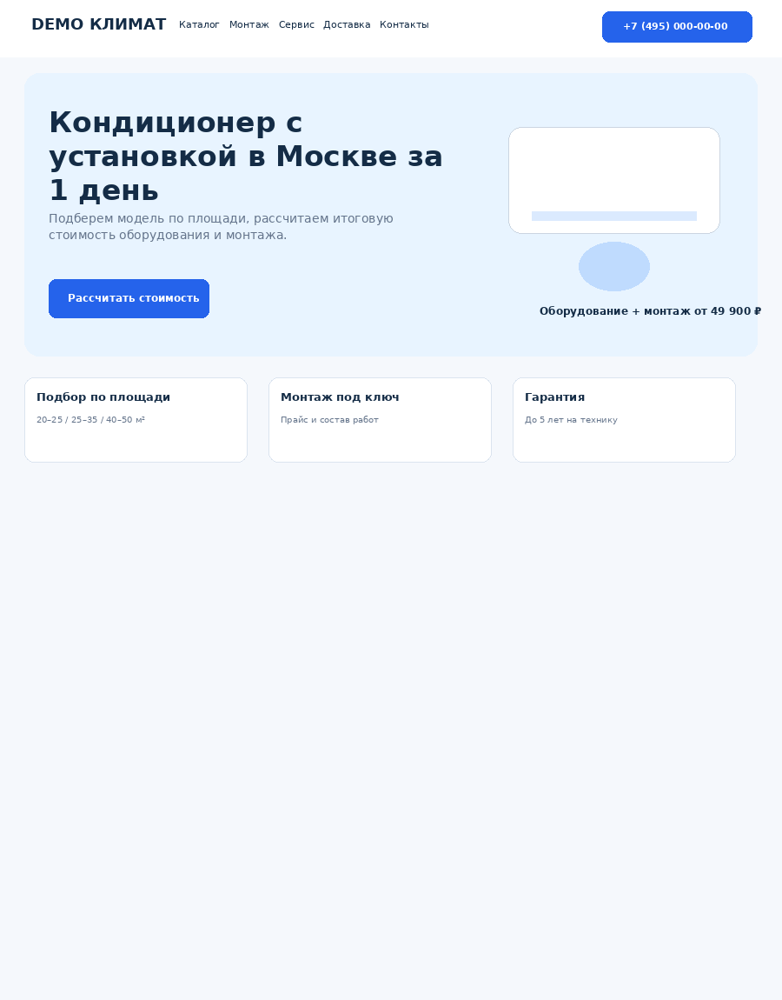 DEMO КЛИМАТ Каталог Монтаж Сервис Доставка Контакты +7 (495) 000-00-00
Кондиционер с
установкой в Москве за
1 день
Подберем модель по площади, рассчитаем итоговую
стоимость оборудования и монтажа.
Рассчитать стоимость
Оборудование + монтаж от 49 900 ₽
Подбор по площади
20–25 / 25–35 / 40–50 м²
Монтаж под ключ
Прайс и состав работ
Гарантия
До 5 лет на технику